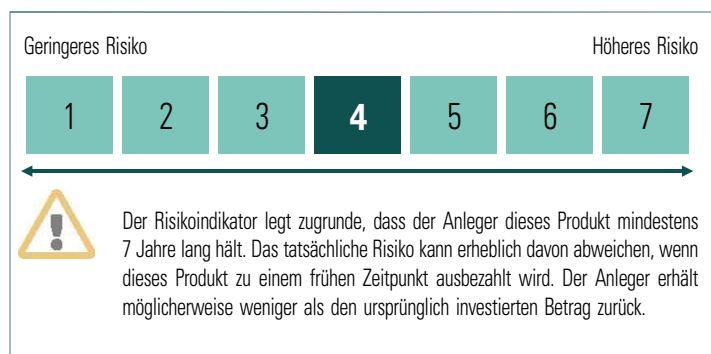 Geringeres Risiko Höheres Risiko
1 2 3 4 5 6 7
Der Risikoindikator legt zugrunde, dass der Anleger dieses Produkt mindestens
7 Jahre lang hält. Das tatsächliche Risiko kann erheblich davon abweichen, wenn
dieses Produkt zu einem frühen Zeitpunkt ausbezahlt wird. Der Anleger erhält
möglicherweise weniger als den ursprünglich investierten Betrag zurück.